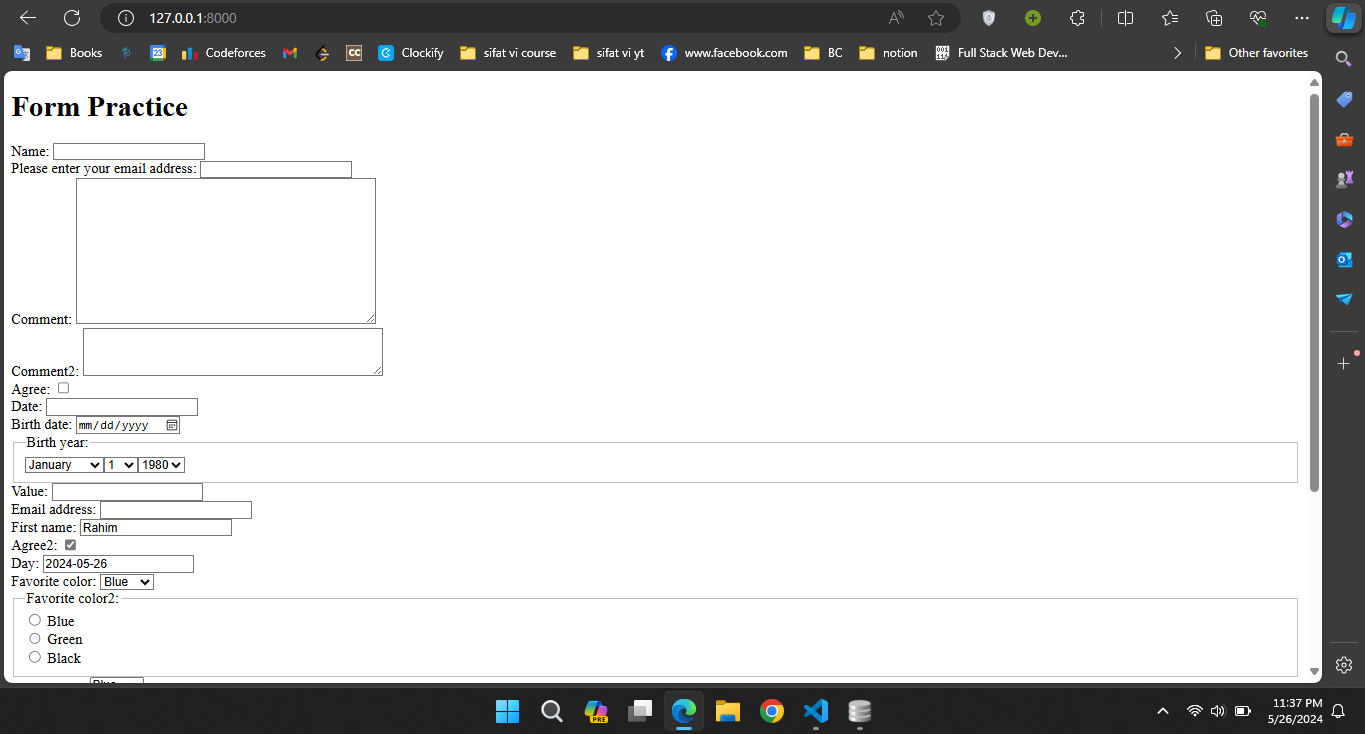 127.0.0.1:8000
Books
23
Codeforces
CC
Clockify
sifat vi course
sifat vi yt
www.facebook.com
BC
notion
Full Stack Web Dev...
Other favorites
Form Practice
Name:
Please enter your email address:
Comment:
Comment2:
Agree:
Date:
Birth date: mm/dd/yyyy
Birth year:
January 1 1980
Value:
Email address:
First name: Rahim
Agree2:
Day: 2024-05-26
Favorite color: Blue
Favorite color2:
Blue
Green
Black
PRE
11:37 PM
5/26/2024